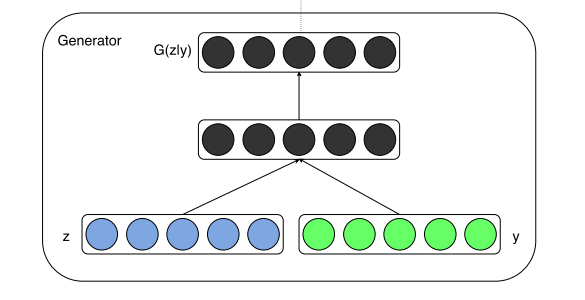 Generator
G(z|y)
z
y